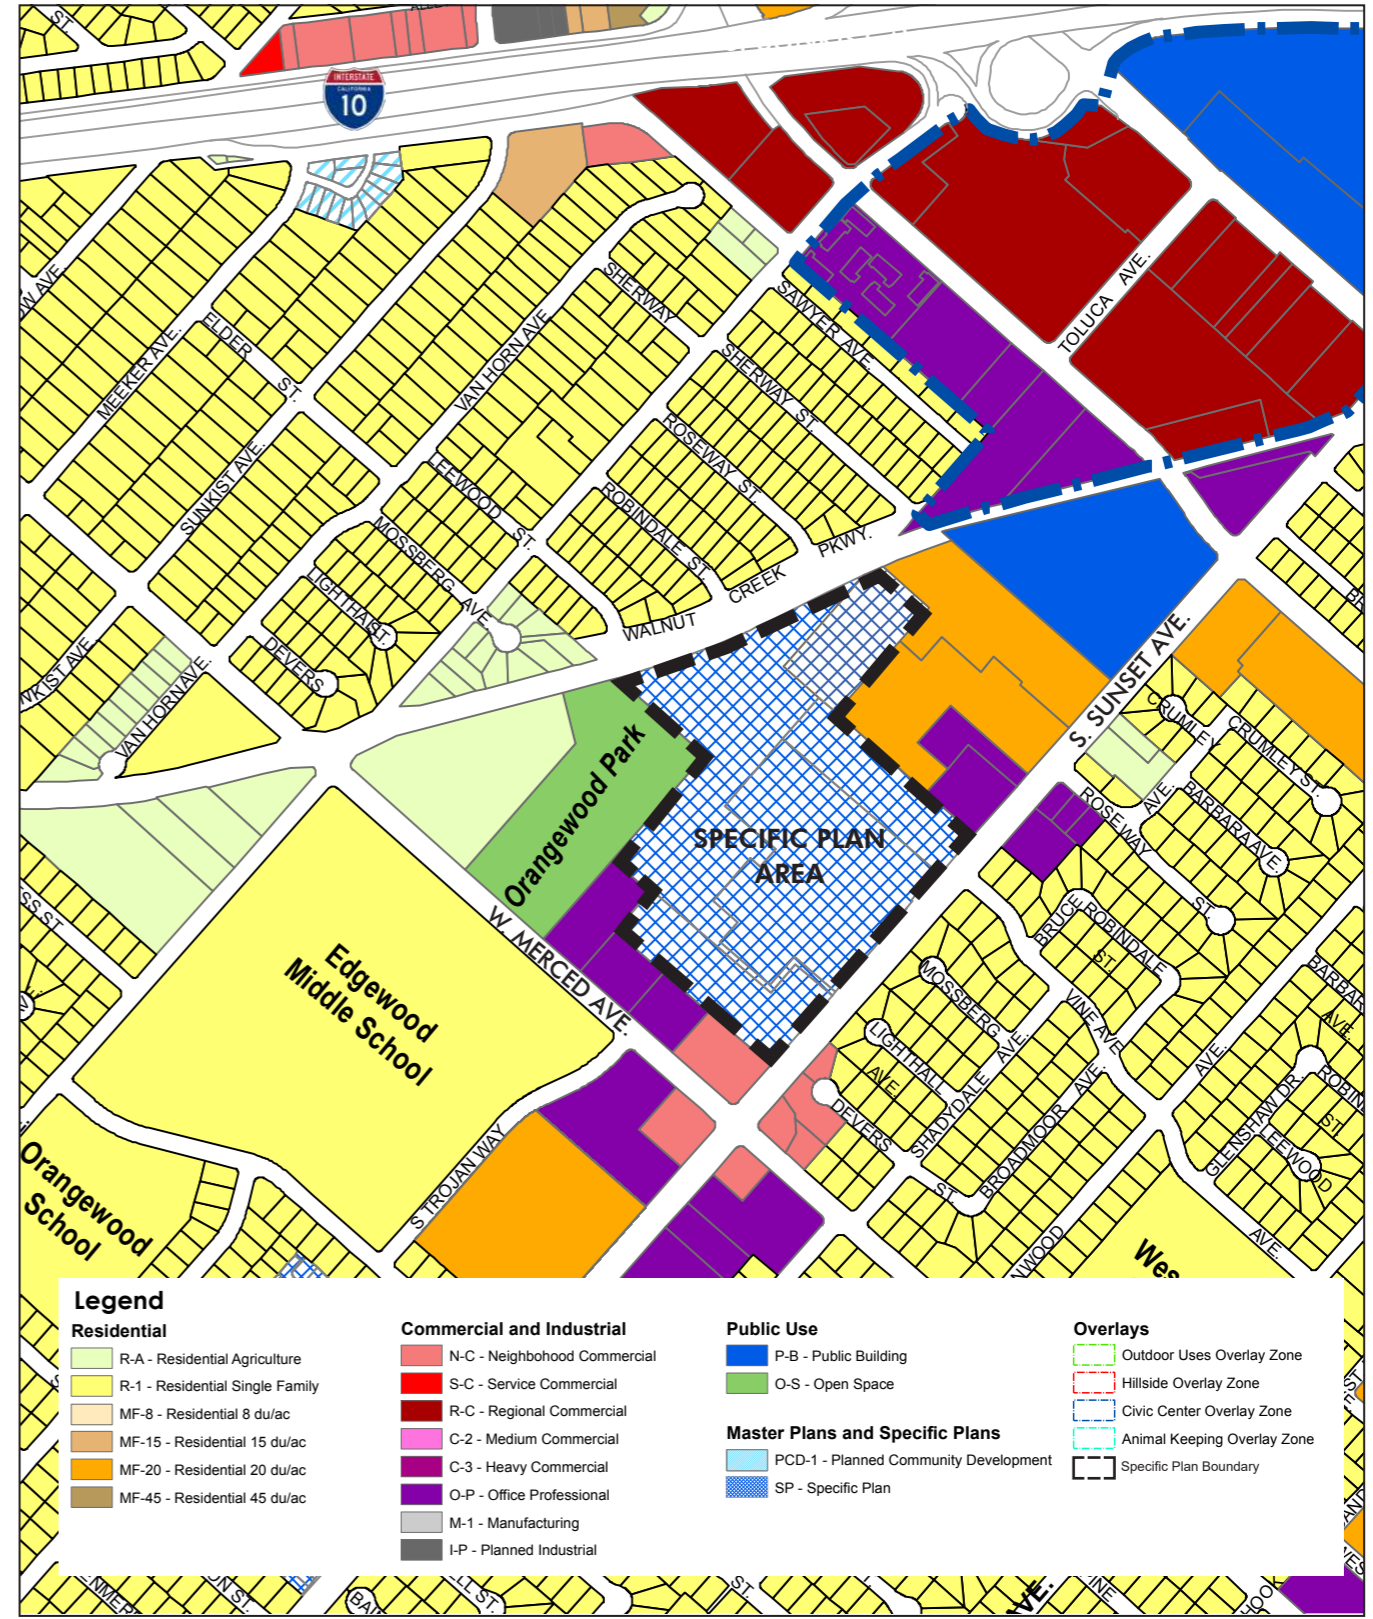 ST.
INTERSTATE
CALIFORNIA
10
MEEKER AVE.
ELDER
ST.
SUNKIST AVE.
VAN HORN AVE
SHERWAY
SAWYER AVE.
SHERWAY ST.
TOLUCA AVE.
LEEWOOD ST.
ROSEWAY ST.
ROBINDALE ST.
MOSSBERG AVE.
LIGHTHALL ST.
DEVERS
VAN HORN AVE.
WALNUT CREEK PKWY.
S. SUNSET AVE.
CRUMLEY
CRUMLEY ST.
BARBARA AVE.
ROSEWAY ST.
AVE.
Orangewood Park
SPECIFIC PLAN
AREA
W. MERCED AVE.
Edgewood
Middle School
BRUCE
ROBINDALE
ST.
VINE AVE
MOSSBERG
AVE.
LIGHTHALL
AVE.
SHADYDALE
DEVERS
ST.
BROADMOOR AVE.
AVE.
GLENSHAW DR.
LEEWOOD
AVE.
ST.
AVE.
S TROJAN WAY
Orangewood
School
Legend
Residential
R-A - Residential Agriculture
R-1 - Residential Single Family
MF-8 - Residential 8 du/ac
MF-15 - Residential 15 du/ac
MF-20 - Residential 20 du/ac
MF-45 - Residential 45 du/ac
Commercial and Industrial
N-C - Neighbohood Commercial
S-C - Service Commercial
R-C - Regional Commercial
C-2 - Medium Commercial
C-3 - Heavy Commercial
O-P - Office Professional
M-1 - Manufacturing
I-P - Planned Industrial
Public Use
P-B - Public Building
O-S - Open Space
Master Plans and Specific Plans
PCD-1 - Planned Community Development
SP - Specific Plan
Overlays
Outdoor Uses Overlay Zone
Hillside Overlay Zone
Civic Center Overlay Zone
Animal Keeping Overlay Zone
Specific Plan Boundary
ST.